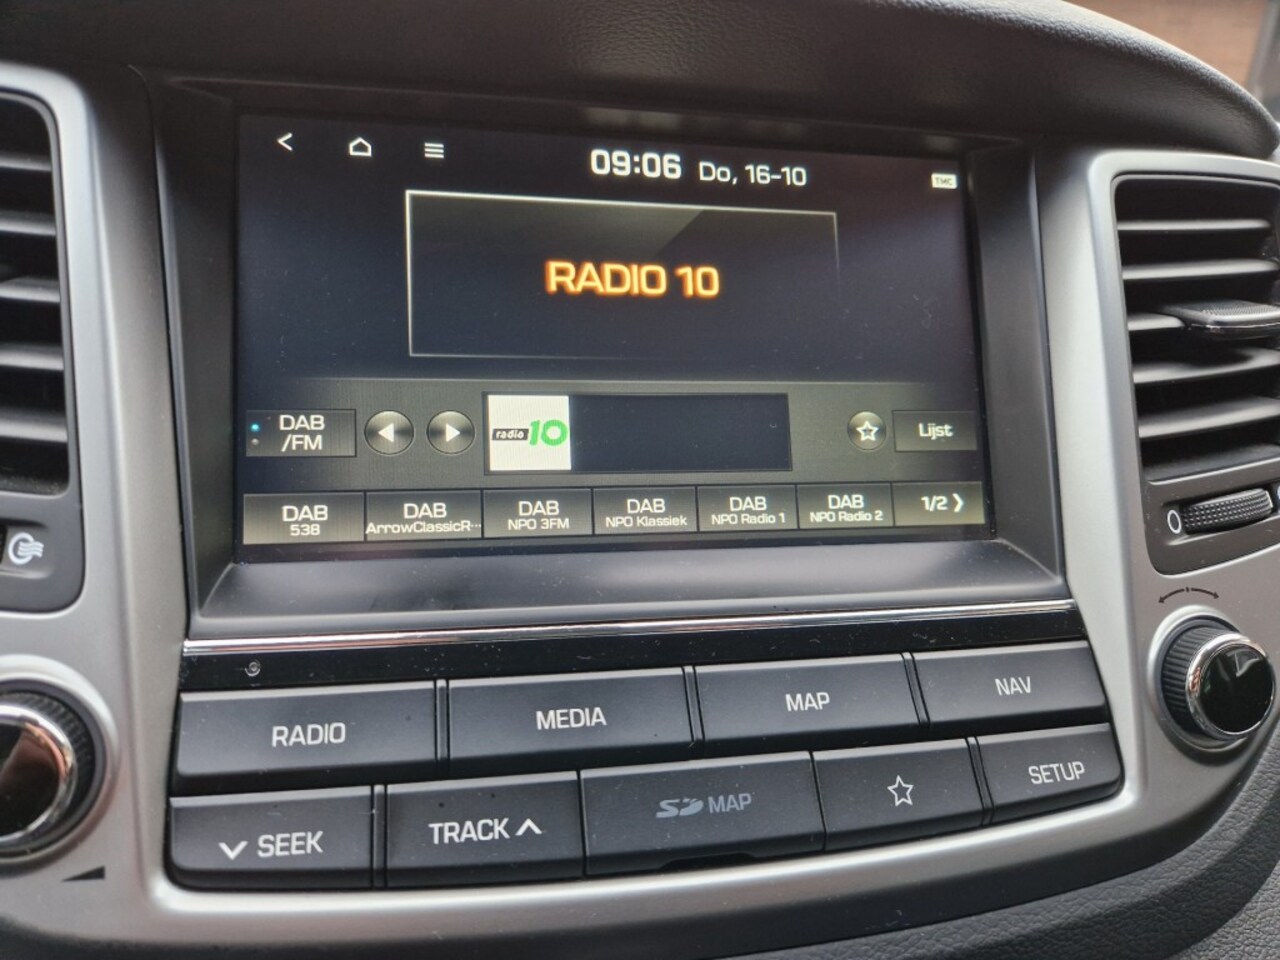 09:06 Do, 16-10
TMC
RADIO 10
DAB
/FM
radio 10
Lijst
DAB
538
DAB
ArrowClassicR...
DAB
NPO 3FM
DAB
NPO Klassiek
DAB
NPO Radio 1
DAB
NPO Radio 2
1/2 >
RADIO
MEDIA
MAP
NAV
SEEK
TRACK
SD MAP
SETUP